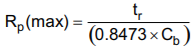 Rp(max) = tr
(0.8473 × Cb)